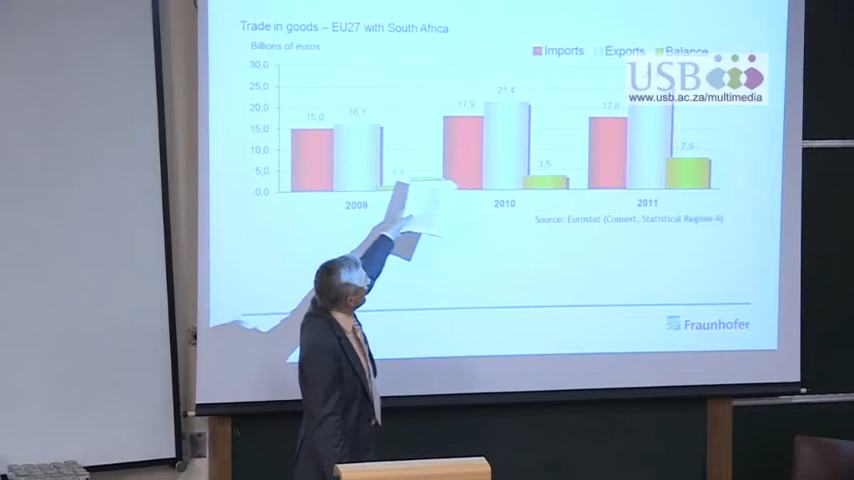 Trade in goods – EU27 with South Africa
Billions of euros
Imports Exports Balance
USB
www.usb.ac.za/multimedia
30,0
25,0
20,0
15,0
10,0
5,0
0,0
15,0 16,1
17,9 21,4 3,5
17,8 7,9
2009 2010 2011
Source: Eurostat (Comext, Statistical Regime 4)
Fraunhofer